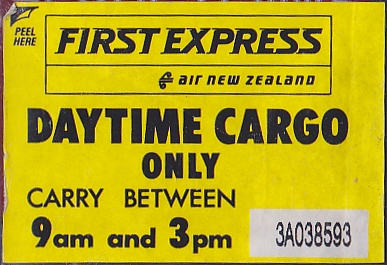 PEEL
HERE
FIRST EXPRESS
air new zealand
DAYTIME CARGO
ONLY
CARRY BETWEEN
9am and 3pm
3A038593